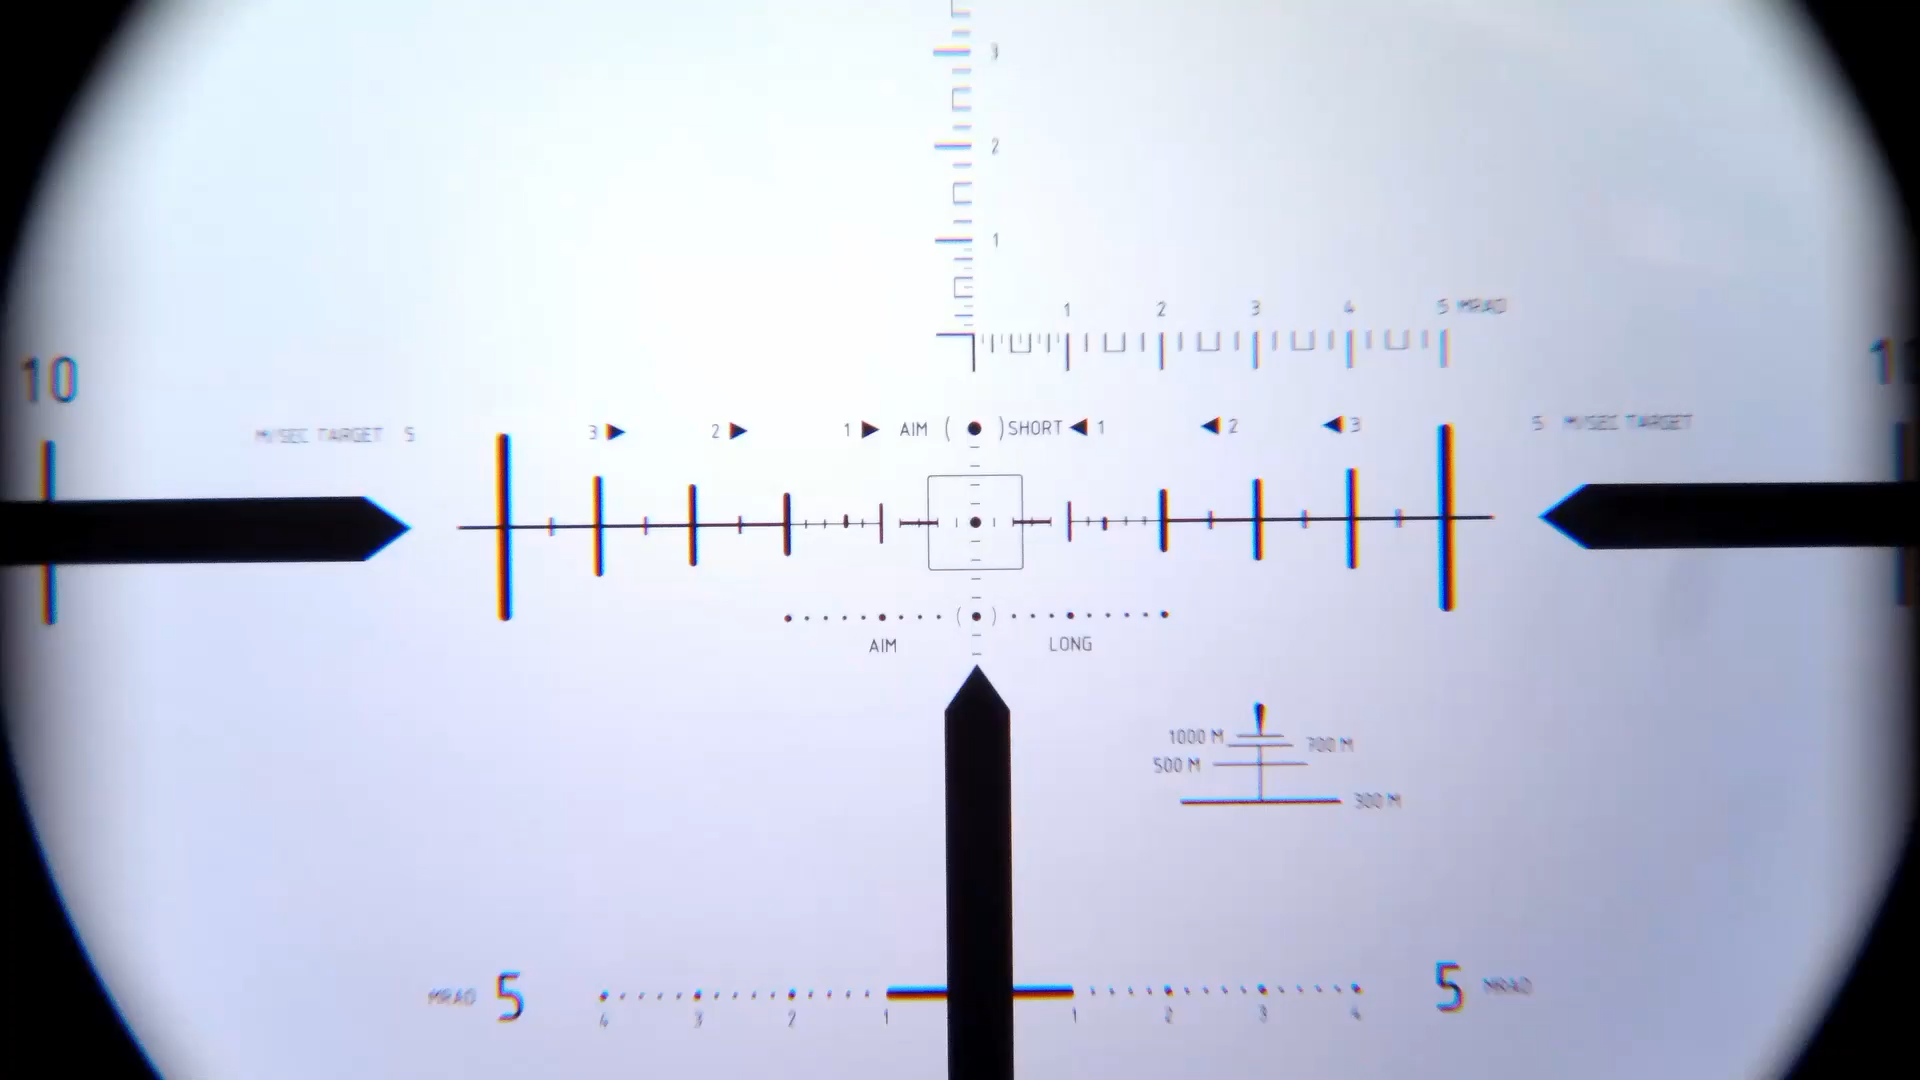 3
2
1
1 2 3 4 5 MRAD
10
M/SEC TARGET 5 3 2 1 AIM ( ) SHORT 1 2 3 5 M/SEC TARGET
( )
AIM LONG
1000 M 700 M
500 M
300 M
MRAD 5 5 MRAD
4 3 2 1 1 2 3 4